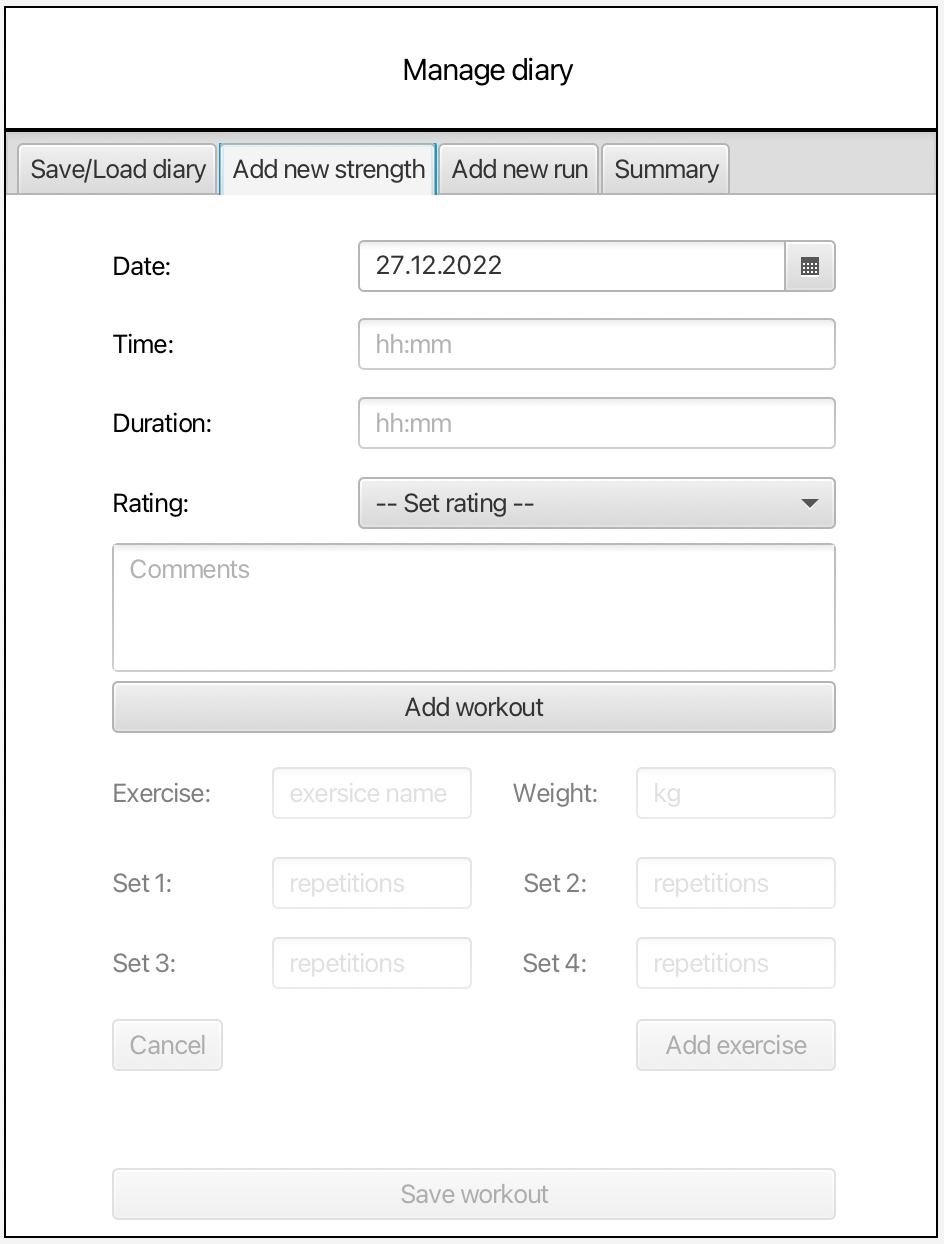 Manage diary
Save/Load diary Add new strength Add new run Summary
Date: 27.12.2022
Time: hh:mm
Duration: hh:mm
Rating: -- Set rating --
Comments
Add workout
Exercise: exersice name Weight: kg
Set 1: repetitions Set 2: repetitions
Set 3: repetitions Set 4: repetitions
Cancel Add exercise
Save workout